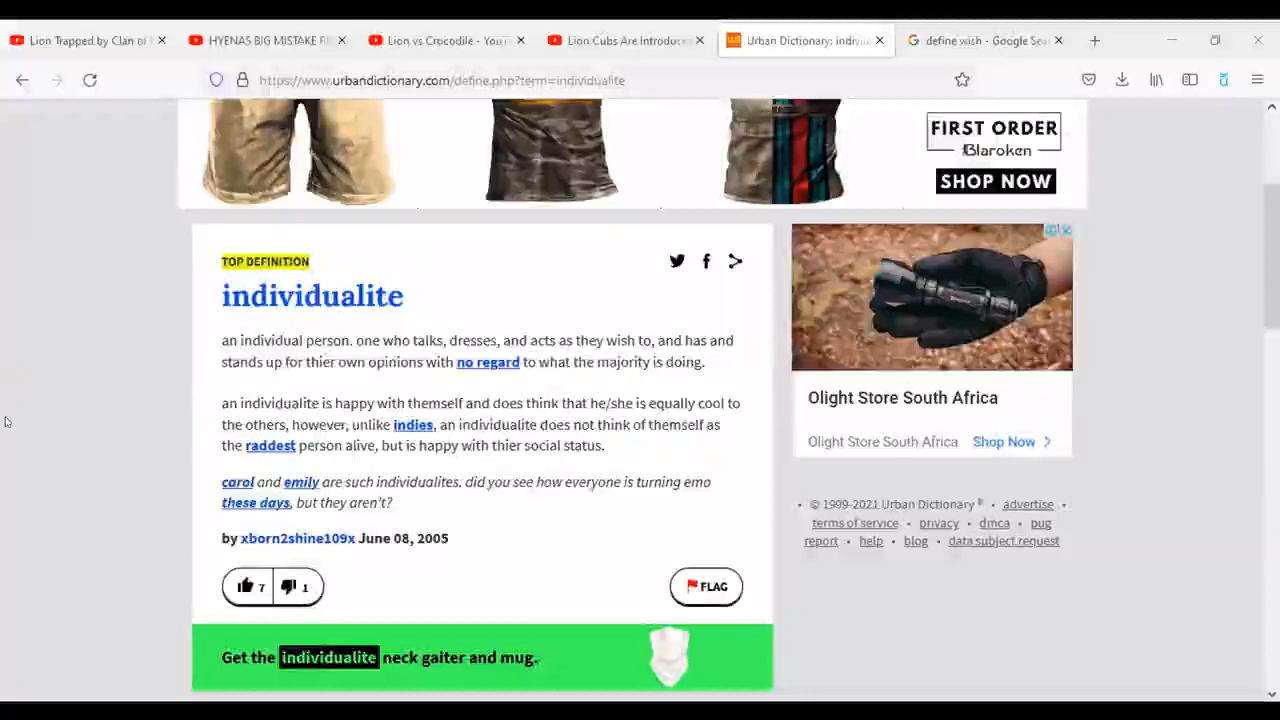 Lion Trapped by Clan of
HYENAS BIG MISTAKE
Lion vs Crocodile - You
Lion Cubs Are Introduce
Urban Dictionary: individua
define wish - Google Sea
https://www.urbandictionary.com/define.php?term=individualite
FIRST ORDER
Blaroken
SHOP NOW
TOP DEFINITION
individualite
an individual person. one who talks, dresses, and acts as they wish to, and has and
stands up for thier own opinions with no regard to what the majority is doing.
an individualite is happy with themself and does think that he/she is equally cool to
the others, however, unlike indies, an individualite does not think of themself as
the raddest person alive, but is happy with thier social status.
carol and emily are such individualites. did you see how everyone is turning emo
these days, but they aren't?
by xborn2shine109x June 08, 2005
7 1
FLAG
Get the individualite neck gaiter and mug.
Olight Store South Africa
Olight Store South Africa Shop Now
• © 1999-2021 Urban Dictionary ® • advertise •
terms of service • privacy • dmca • bug
report • help • blog • data subject request